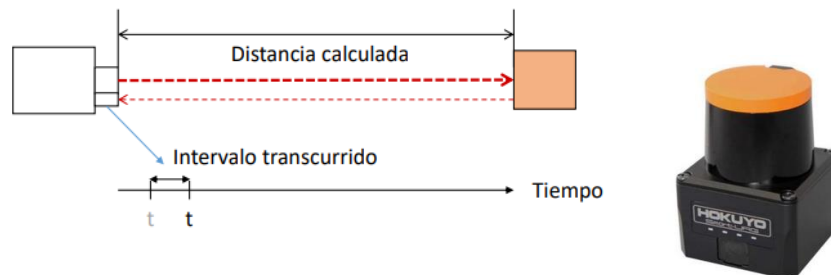 Distancia calculada
Intervalo transcurrido
Tiempo
t t
HOKUYO